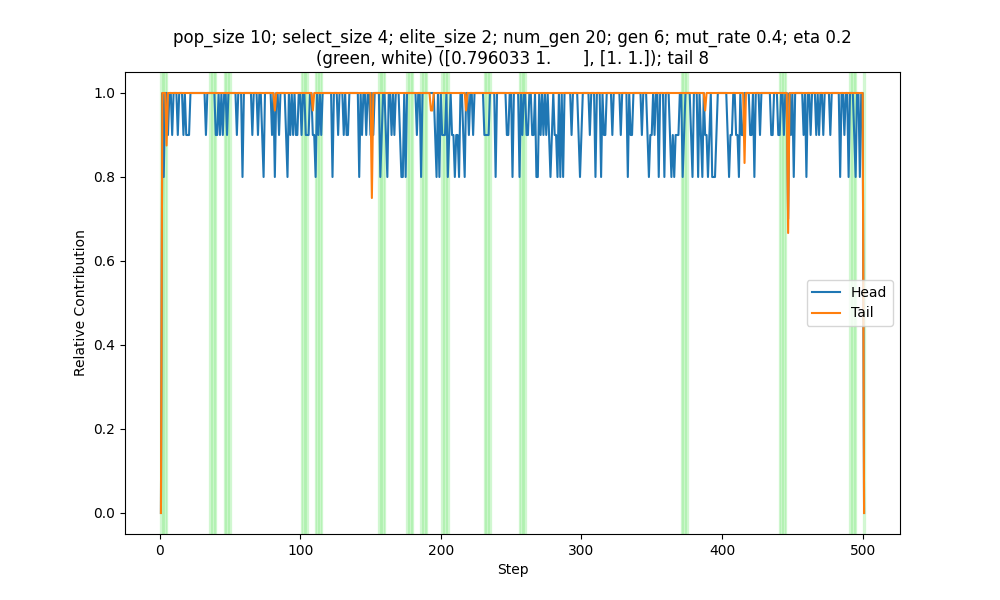 pop_size 10; select_size 4; elite_size 2; num_gen 20; gen 6; mut_rate 0.4; eta 0.2
(green, white) ([0.796033 1.      ], [1. 1.]); tail 8
1.0
0.8
0.6
0.4
0.2
0.0
Relative Contribution
Head
Tail
0
100
200
300
400
500
Step